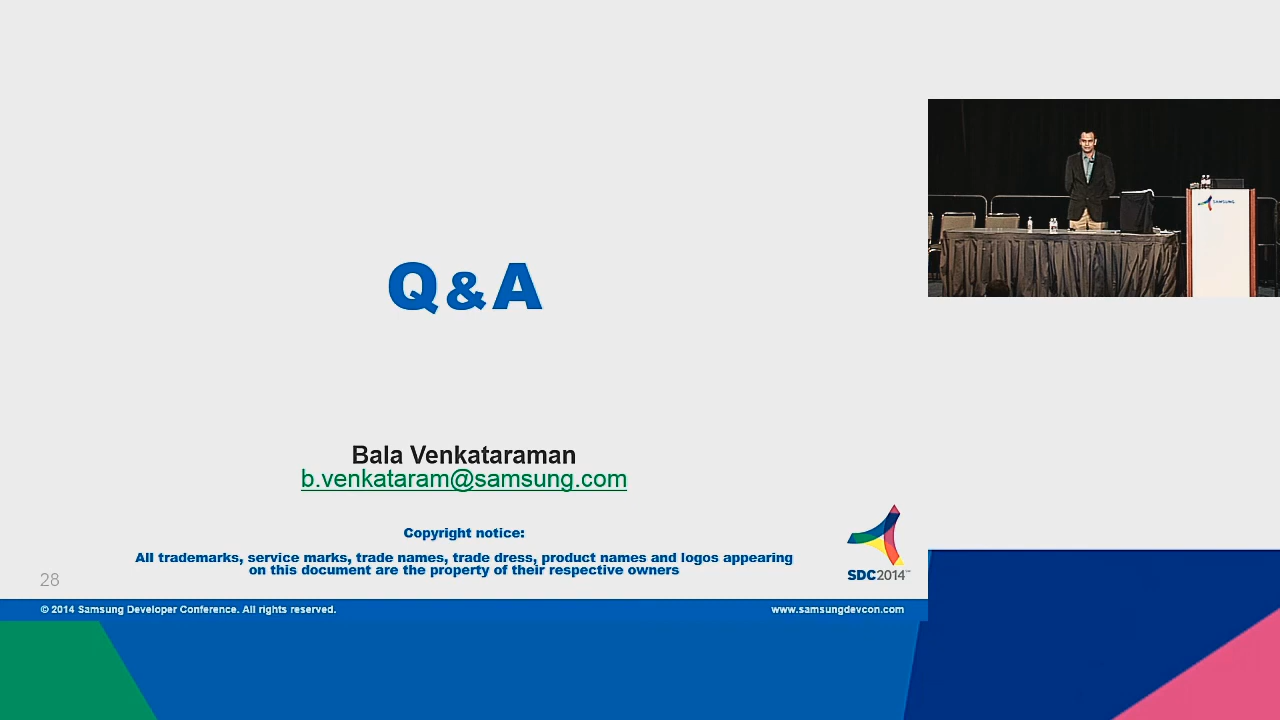 Q & A
SAMSUNG
Bala Venkataraman
b.venkataram@samsung.com
Copyright notice:
All trademarks, service marks, trade names, trade dress, product names and logos appearing
on this document are the property of their respective owners
SDC2014™
28
© 2014 Samsung Developer Conference. All rights reserved.
www.samsungdevcon.com